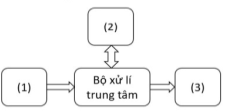 (2)
(1)
Bộ xử lí
trung tâm
(3)